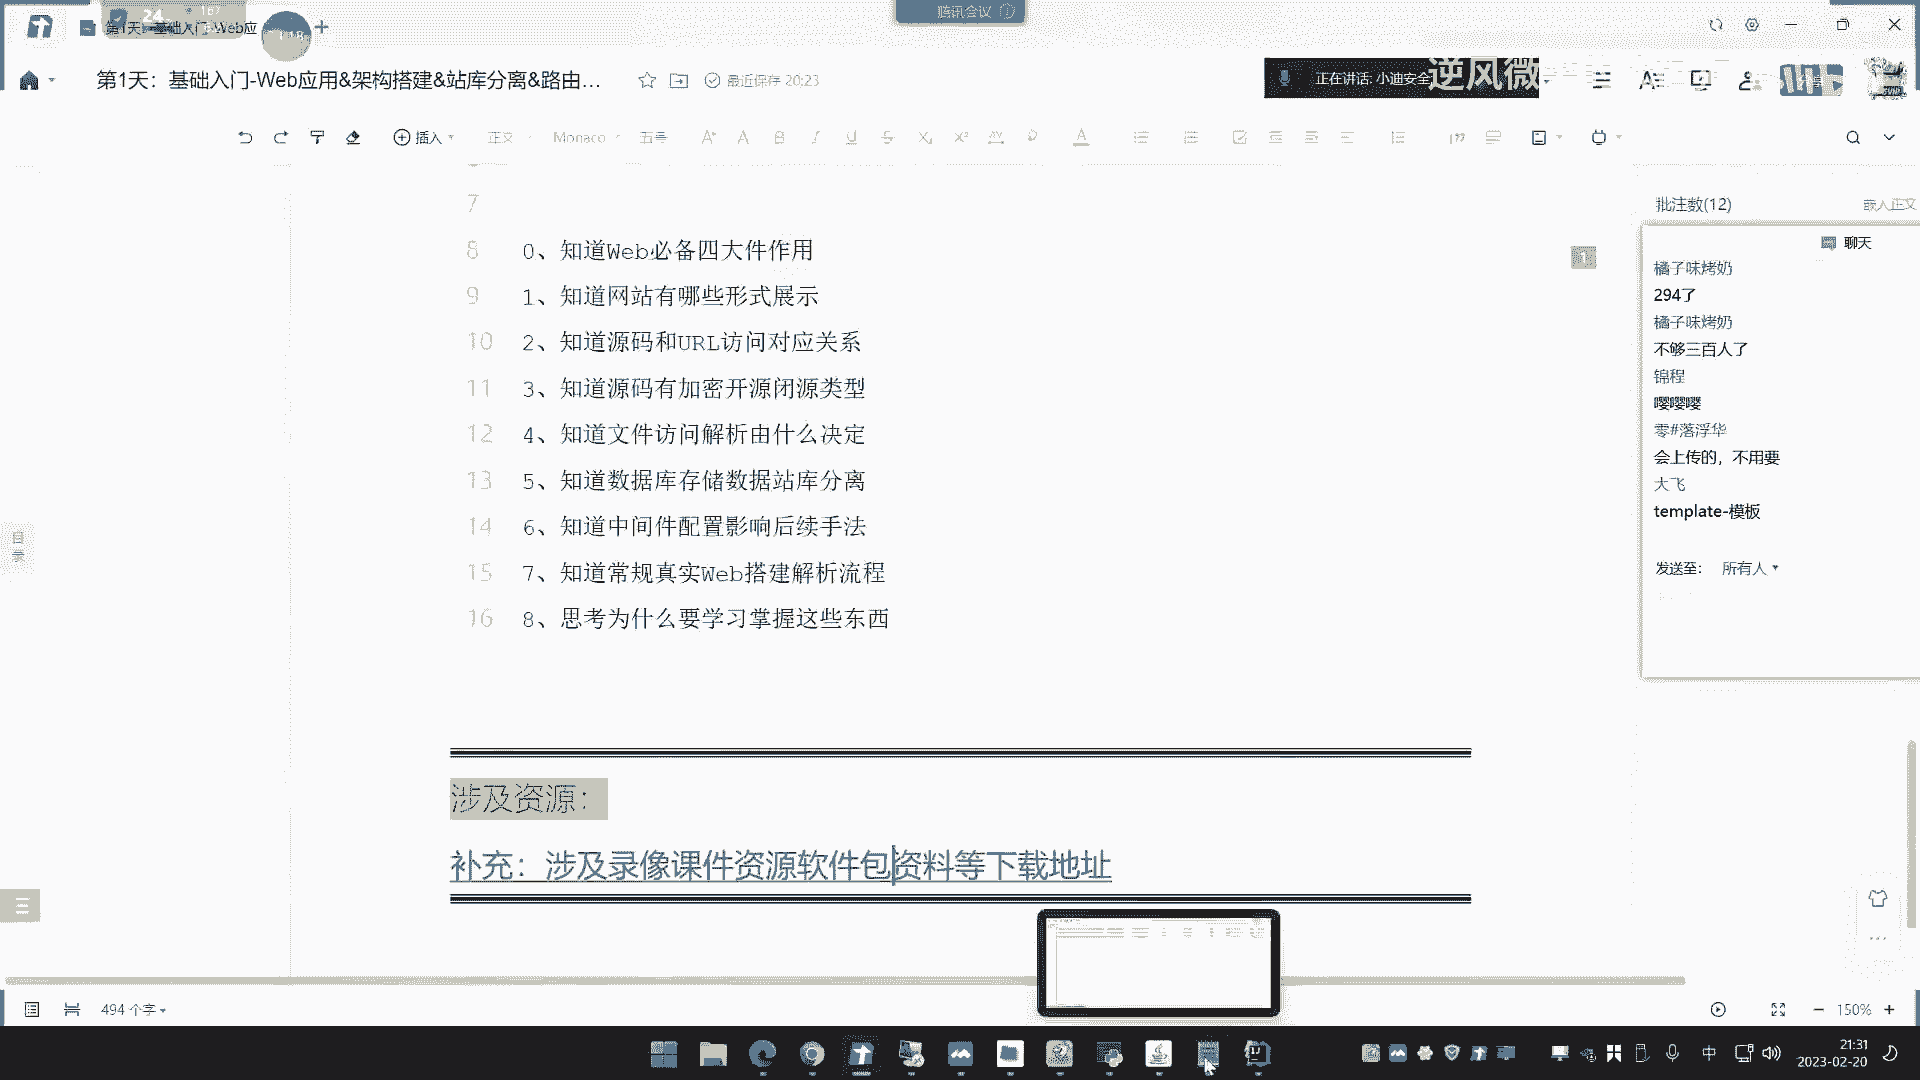 腾讯会议
第1天：基础入门-Web应
第1天：基础入门-Web应用&架构搭建&站库分离&路由...
最近保存 20:23
正在讲话: 小迪安全
逆风微
插入
正文
Monaco
五号
批注数(12)
嵌入正文
7
8 0、知道Web必备四大件作用
9 1、知道网站有哪些形式展示
10 2、知道源码和URL访问对应关系
11 3、知道源码有加密开源闭源类型
12 4、知道文件访问解析由什么决定
13 5、知道数据库存储数据站库分离
14 6、知道中间件配置影响后续手法
15 7、知道常规真实Web搭建解析流程
16 8、思考为什么要学习掌握这些东西
1
聊天
橘子味烤奶
294了
橘子味烤奶
不够三百人了
锦程
嘤嘤嘤
零#落浮华
会上传的，不用要
大飞
template-模板
发送至： 所有人
目录
涉及资源：
补充：涉及录像课件资源软件包资料等下载地址
494 个字
150%
中
21:31
2023-02-20